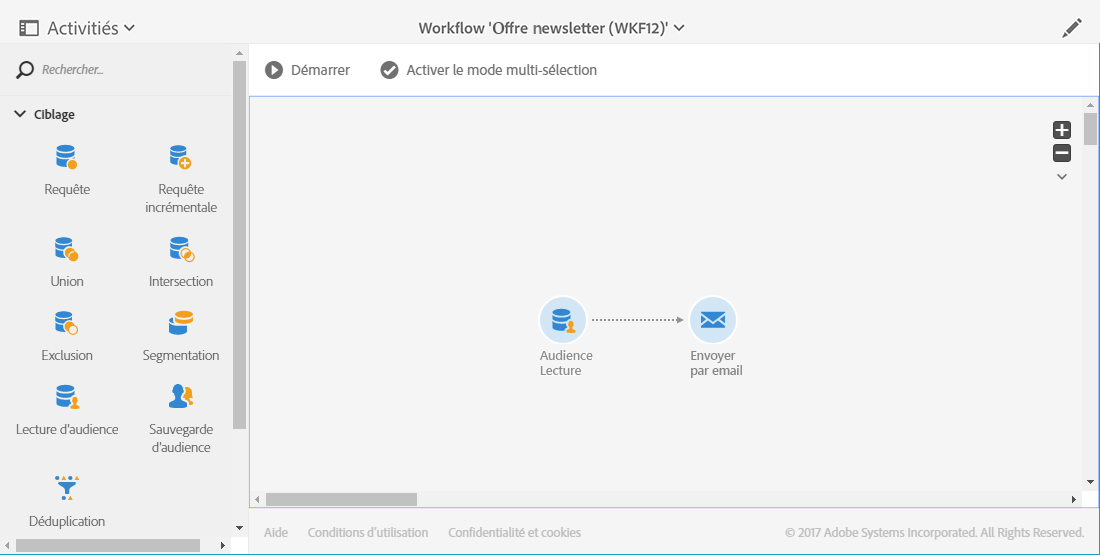 Activités
Workflow 'Offre newsletter (WKF12)'
Rechercher...
Démarrer
Activer le mode multi-sélection
Ciblage
Requête
Requête
incrémentale
Union
Intersection
Exclusion
Segmentation
Lecture d'audience
Sauvegarde
d'audience
Déduplication
Audience
Lecture
Envoyer
par email
Aide
Conditions d'utilisation
Confidentialité et cookies
© 2017 Adobe Systems Incorporated. All Rights Reserved.